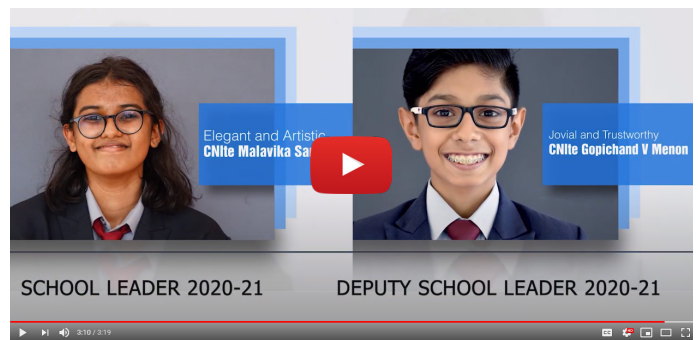 Elegant and Artistic
CNIte Malavika
Jovial and Trustworthy
CNIte Gopichand V Menon
SCHOOL LEADER 2020-21
DEPUTY SCHOOL LEADER 2020-21
3:10 / 3:19
CC